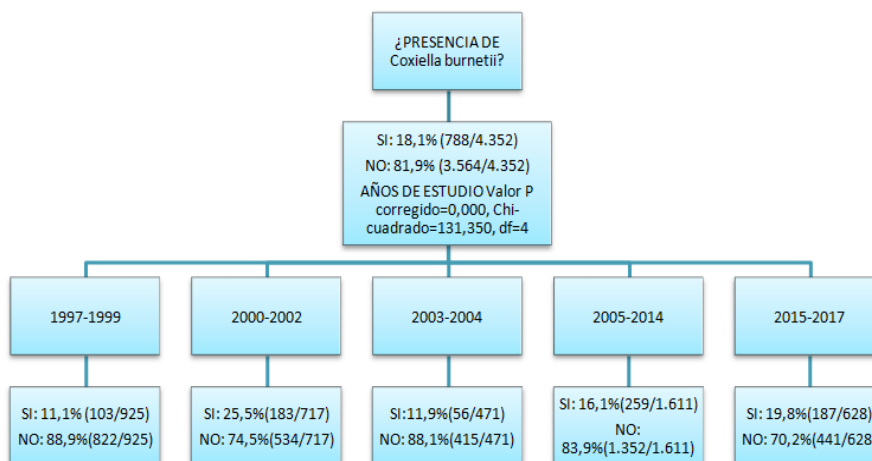 ¿PRESENCIA DE
Coxiella burnetii?
SI: 18,1% (788/4.352)
NO: 81,9% (3.564/4.352)
AÑOS DE ESTUDIO Valor P
corregido=0,000, Chi-
cuadrado=131,350, df=4
1997-1999
2000-2002
2003-2004
2005-2014
2015-2017
SI: 11,1% (103/925)
NO: 88,9%(822/925)
SI: 25,5%(183/717)
NO: 74,5%(534/717)
SI:11,9%(56/471)
NO: 88,1%(415/471)
SI: 16,1%(259/1.611)
NO:
83,9%(1.352/1.611)
SI: 19,8%(187/628)
NO: 70,2%(441/628